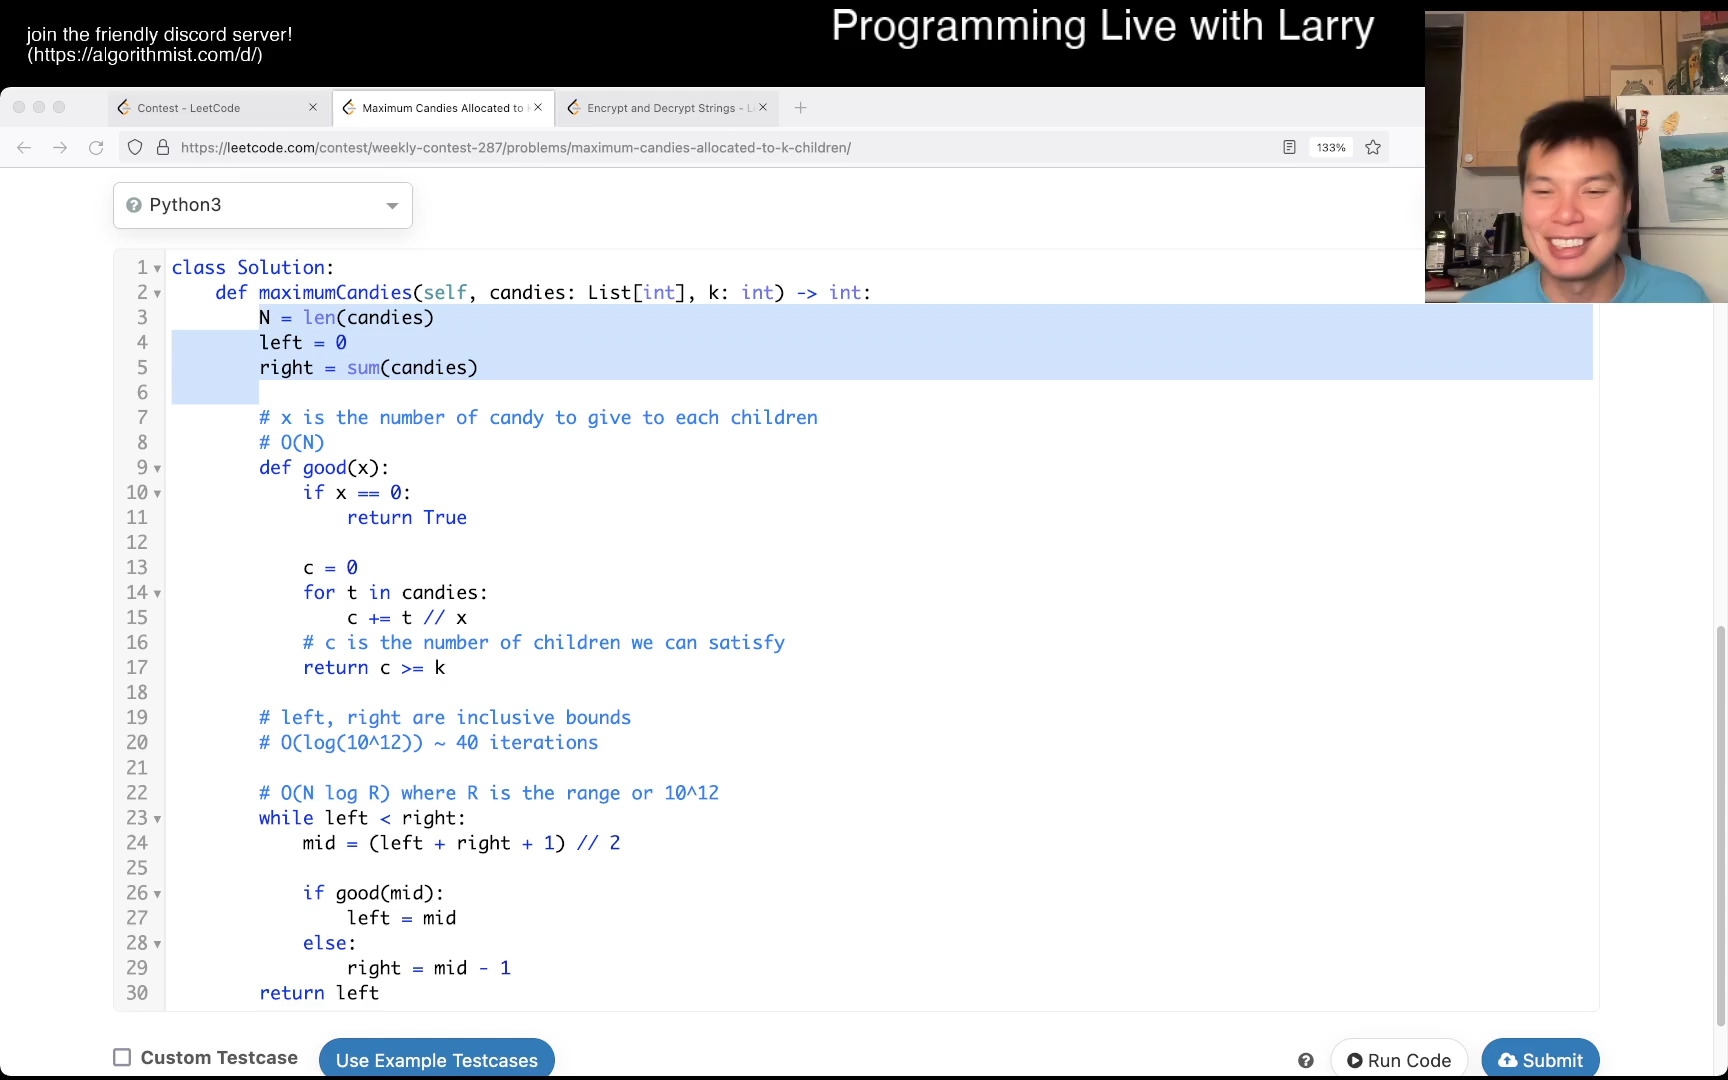 join the friendly discord server!
(https://algorithmist.com/d/)
Programming Live with Larry
Contest - LeetCode
Maximum Candies Allocated to
Encrypt and Decrypt Strings - L
https://leetcode.com/contest/weekly-contest-287/problems/maximum-candies-allocated-to-k-children/
133%
Python3
1 class Solution:
2 def maximumCandies(self, candies: List[int], k: int) -> int:
3 N = len(candies)
4 left = 0
5 right = sum(candies)
6
7 # x is the number of candy to give to each children
8 # O(N)
9 def good(x):
10 if x == 0:
11 return True
12
13 c = 0
14 for t in candies:
15 c += t // x
16 # c is the number of children we can satisfy
17 return c >= k
18
19 # left, right are inclusive bounds
20 # O(log(10^12)) ~ 40 iterations
21
22 # O(N log R) where R is the range or 10^12
23 while left < right:
24 mid = (left + right + 1) // 2
25
26 if good(mid):
27 left = mid
28 else:
29 right = mid - 1
30 return left
Custom Testcase
Use Example Testcases
Run Code
Submit